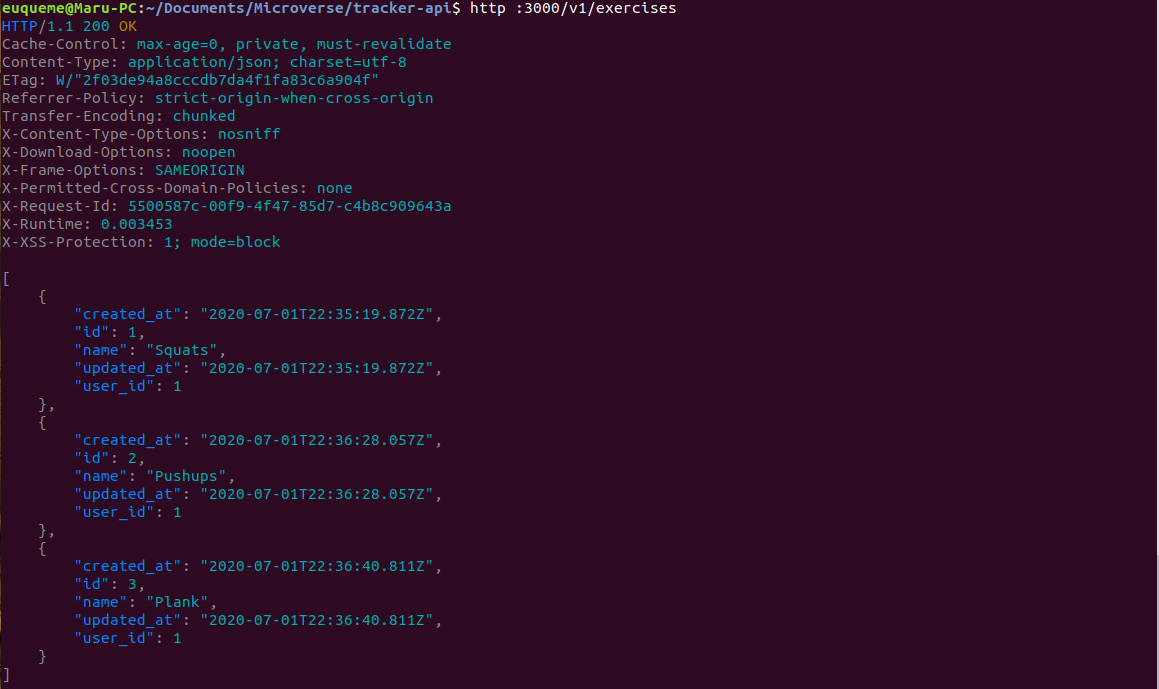 euqueme@Maru-PC:~/Documents/Microverse/tracker-api$ http :3000/v1/exercises
HTTP/1.1 200 OK
Cache-Control: max-age=0, private, must-revalidate
Content-Type: application/json; charset=utf-8
ETag: W/"2f03de94a8cccdb7da4f1fa83c6a904f"
Referrer-Policy: strict-origin-when-cross-origin
Transfer-Encoding: chunked
X-Content-Type-Options: nosniff
X-Download-Options: noopen
X-Frame-Options: SAMEORIGIN
X-Permitted-Cross-Domain-Policies: none
X-Request-Id: 5500587c-00f9-4f47-85d7-c4b8c909643a
X-Runtime: 0.003453
X-XSS-Protection: 1; mode=block

[
    {
        "created_at": "2020-07-01T22:35:19.872Z",
        "id": 1,
        "name": "Squats",
        "updated_at": "2020-07-01T22:35:19.872Z",
        "user_id": 1
    },
    {
        "created_at": "2020-07-01T22:36:28.057Z",
        "id": 2,
        "name": "Pushups",
        "updated_at": "2020-07-01T22:36:28.057Z",
        "user_id": 1
    },
    {
        "created_at": "2020-07-01T22:36:40.811Z",
        "id": 3,
        "name": "Plank",
        "updated_at": "2020-07-01T22:36:40.811Z",
        "user_id": 1
    }
]